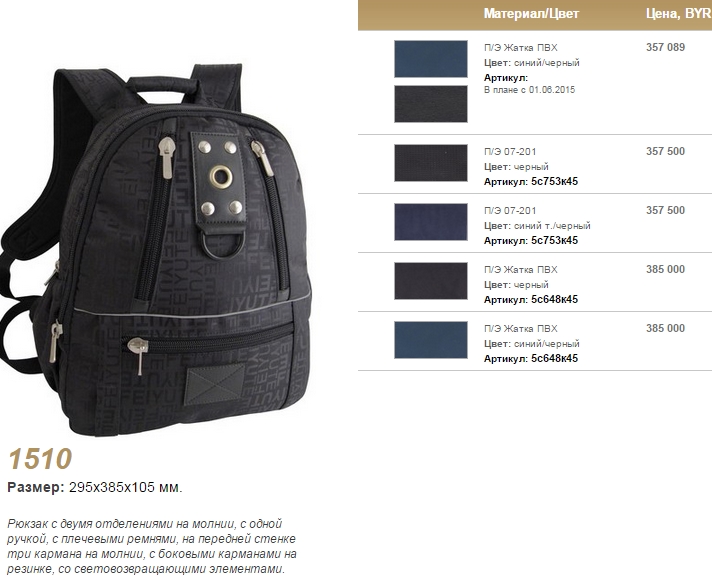 Материал/Цвет Цена, BYR
П/Э Жатка ПВХ 357 089
Цвет: синий/черный
Артикул:
В плане с 01.06.2015
П/Э 07-201 357 500
Цвет: черный
Артикул: 5с753к45
П/Э 07-201 357 500
Цвет: синий т./черный
Артикул: 5с753к45
П/Э Жатка ПВХ 385 000
Цвет: черный
Артикул: 5с648к45
П/Э Жатка ПВХ 385 000
Цвет: синий/черный
Артикул: 5с648к45
1510
Размер: 295x385x105 мм.
Рюкзак с двумя отделениями на молнии, с одной
ручкой, с плечевыми ремнями, на передней стенке
три кармана на молнии, с боковыми карманами на
резинке, со световозвращающими элементами.